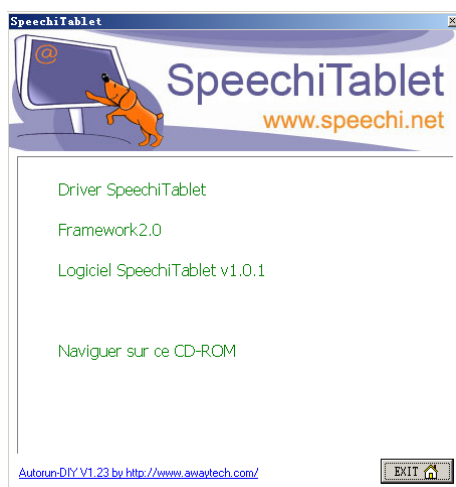 SpeechiTablet
@
SpeechiTablet
www.speechi.net
Driver SpeechiTablet
Framework2.0
Logiciel SpeechiTablet v1.0.1
Naviguer sur ce CD-ROM
Autorun-DIY V1.23 by http://www.awaytech.com/
EXIT